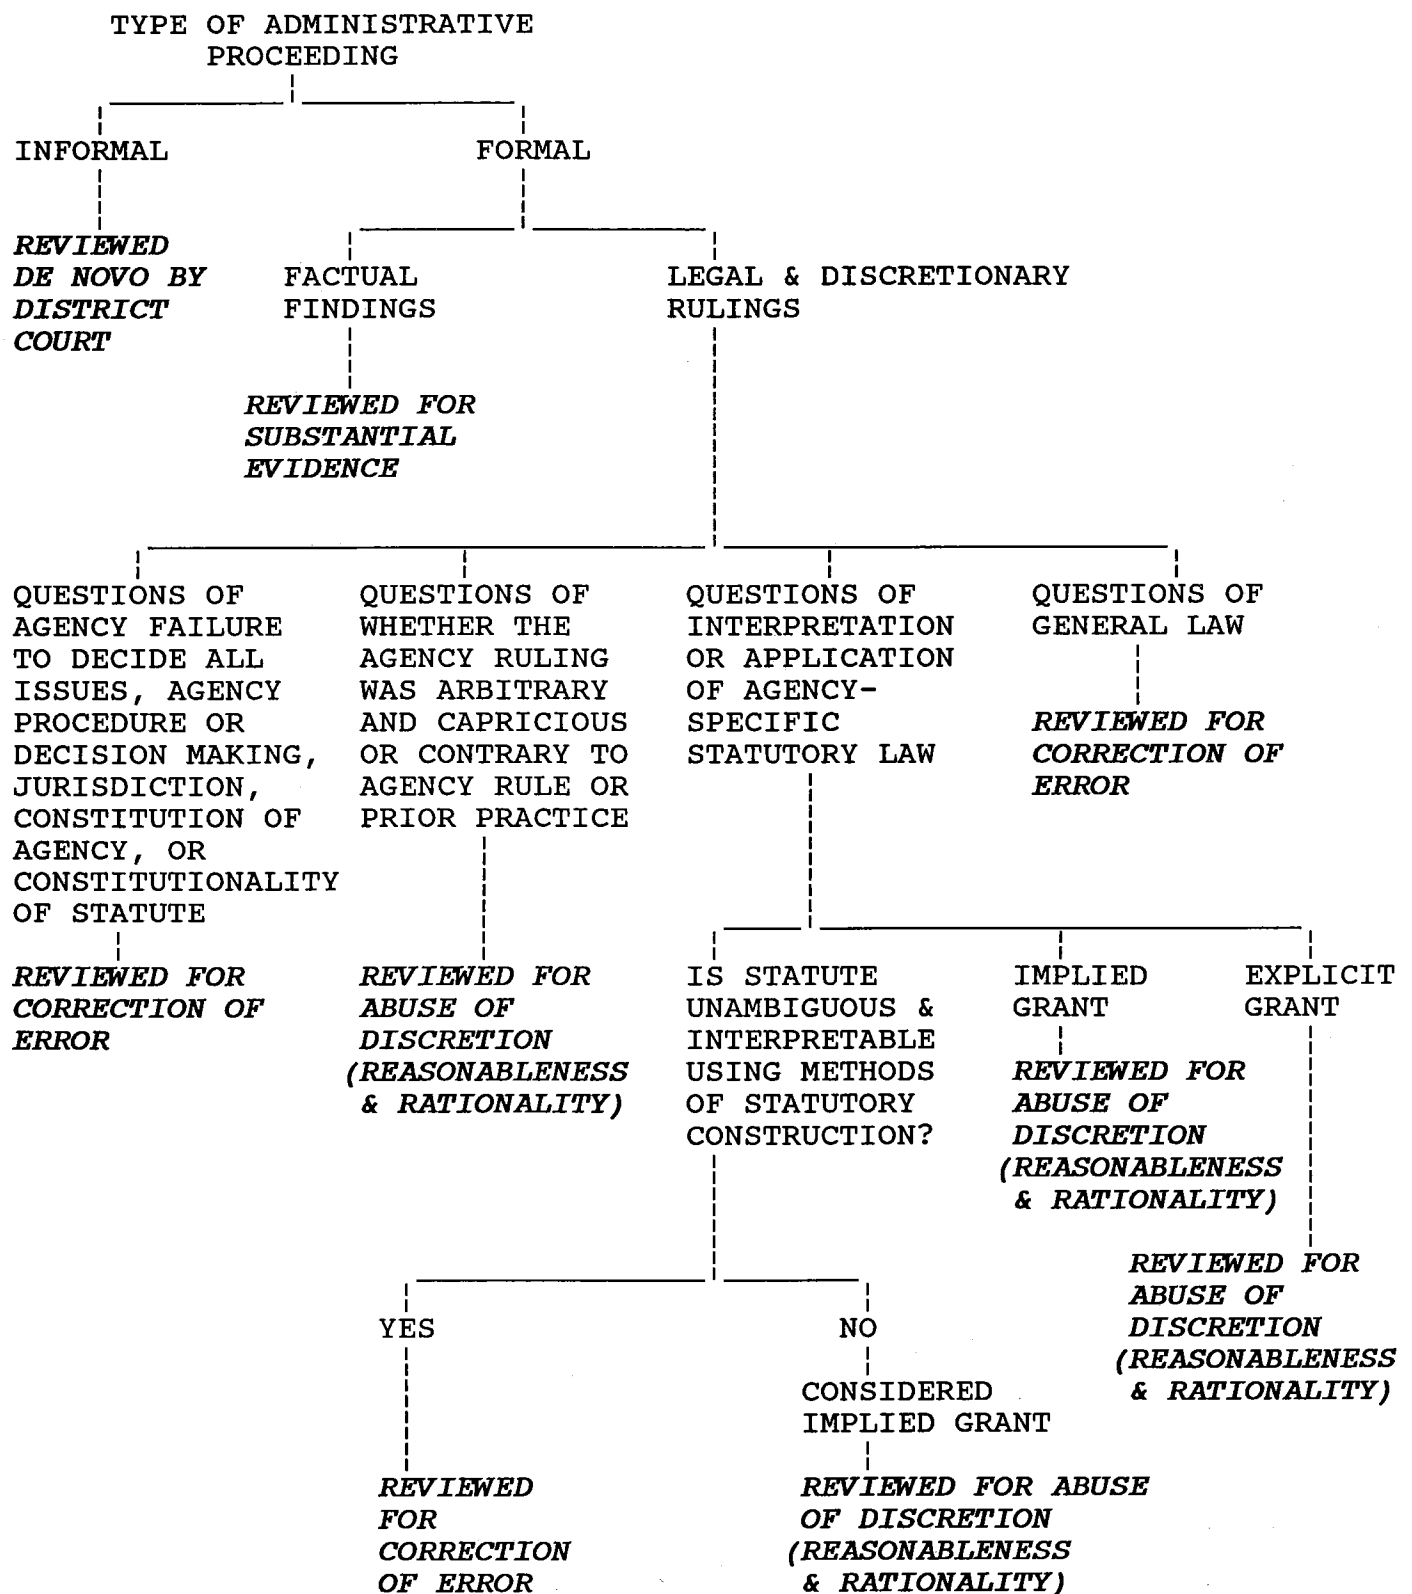 TYPE OF ADMINISTRATIVE
PROCEEDING
INFORMAL
FORMAL
REVIEWED
DE NOVO BY
DISTRICT
COURT
FACTUAL
FINDINGS
LEGAL & DISCRETIONARY
RULINGS
REVIEWED FOR
SUBSTANTIAL
EVIDENCE
QUESTIONS OF
AGENCY FAILURE
TO DECIDE ALL
ISSUES, AGENCY
PROCEDURE OR
DECISION MAKING,
JURISDICTION,
CONSTITUTION OF
AGENCY, OR
CONSTITUTIONALITY
OF STATUTE
REVIEWED FOR
CORRECTION OF
ERROR
QUESTIONS OF
WHETHER THE
AGENCY RULING
WAS ARBITRARY
AND CAPRICIOUS
OR CONTRARY TO
AGENCY RULE OR
PRIOR PRACTICE
REVIEWED FOR
ABUSE OF
DISCRETION
(REASONABLENESS
& RATIONALITY)
QUESTIONS OF
INTERPRETATION
OR APPLICATION
OF AGENCY-
SPECIFIC
STATUTORY LAW
QUESTIONS OF
GENERAL LAW
REVIEWED FOR
CORRECTION OF
ERROR
IS STATUTE
UNAMBIGUOUS &
INTERPRETABLE
USING METHODS
OF STATUTORY
CONSTRUCTION?
IMPLIED
GRANT
REVIEWED FOR
ABUSE OF
DISCRETION
(REASONABLENESS
& RATIONALITY)
EXPLICIT
GRANT
REVIEWED FOR
ABUSE OF
DISCRETION
(REASONABLENESS
& RATIONALITY)
YES
REVIEWED
FOR
CORRECTION
OF ERROR
NO
CONSIDERED
IMPLIED GRANT
REVIEWED FOR ABUSE
OF DISCRETION
(REASONABLENESS
& RATIONALITY)